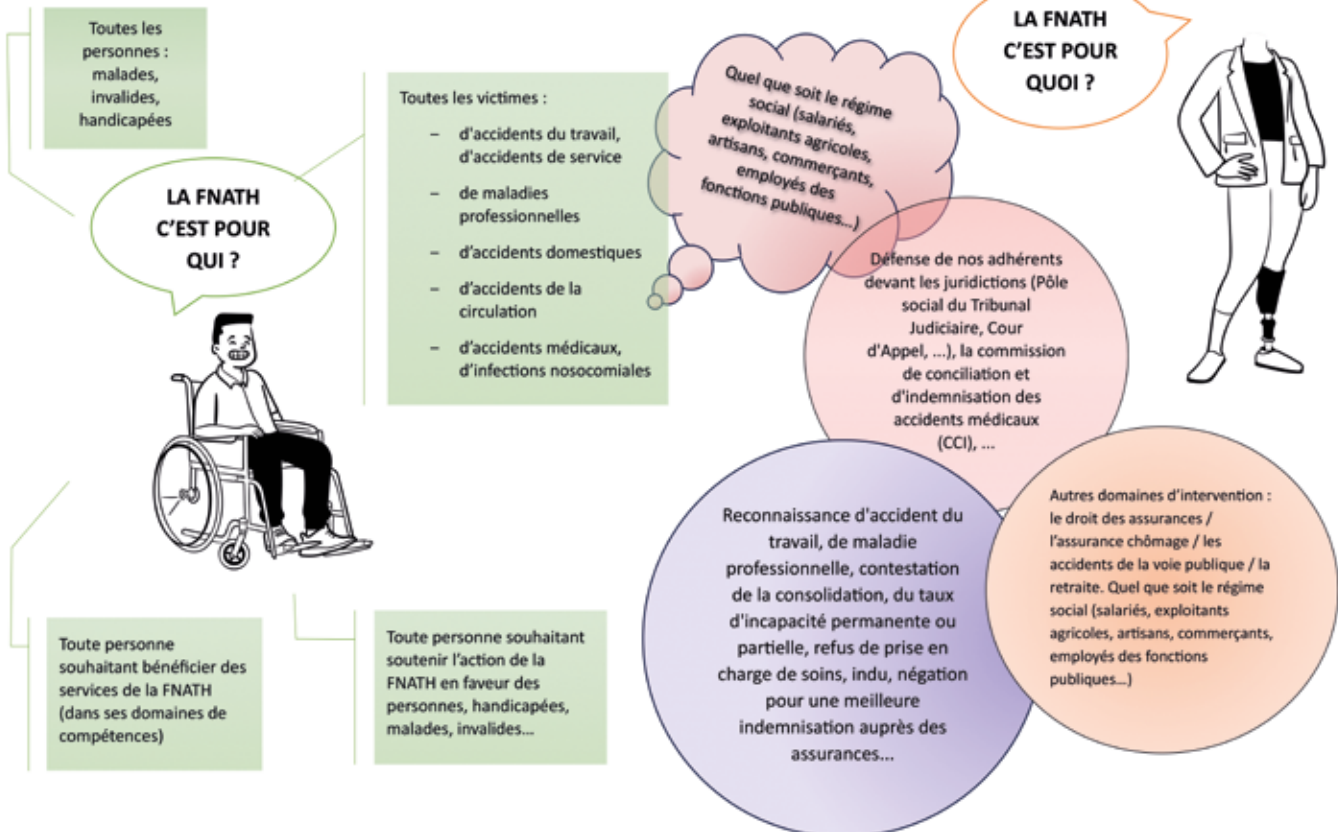 Toutes les
personnes :
malades,
invalides,
handicapées
LA FNATH
C'EST POUR
QUI ?
Toutes les victimes :
– d'accidents du travail,
d'accidents de service
– de maladies
professionnelles
– d'accidents domestiques
– d'accidents de la
circulation
– d'accidents médicaux,
d'infections nosocomiales
Toute personne
souhaitant bénéficier des
services de la FNATH
(dans ses domaines de
compétences)
Toute personne souhaitant
soutenir l'action de la
FNATH en faveur des
personnes, handicapées,
malades, invalides...
LA FNATH
C'EST POUR
QUOI ?
Quel que soit le régime
social (salariés,
exploitants agricoles,
artisans, commerçants,
employés des
fonctions publiques...)
Défense de nos adhérents
devant les juridictions (Pôle
social du Tribunal
Judiciaire, Cour
d'Appel, ...), la commission
de conciliation et
d'indemnisation des
accidents médicaux
(CCI), ...
Reconnaissance d'accident du
travail, de maladie
professionnelle, contestation
de la consolidation, du taux
d'incapacité permanente ou
partielle, refus de prise en
charge de soins, indu, négation
pour une meilleure
indemnisation auprès des
assurances...
Autres domaines d'intervention :
le droit des assurances /
l'assurance chômage / les
accidents de la voie publique / la
retraite. Quel que soit le régime
social (salariés, exploitants
agricoles, artisans, commerçants,
employés des fonctions
publiques...)